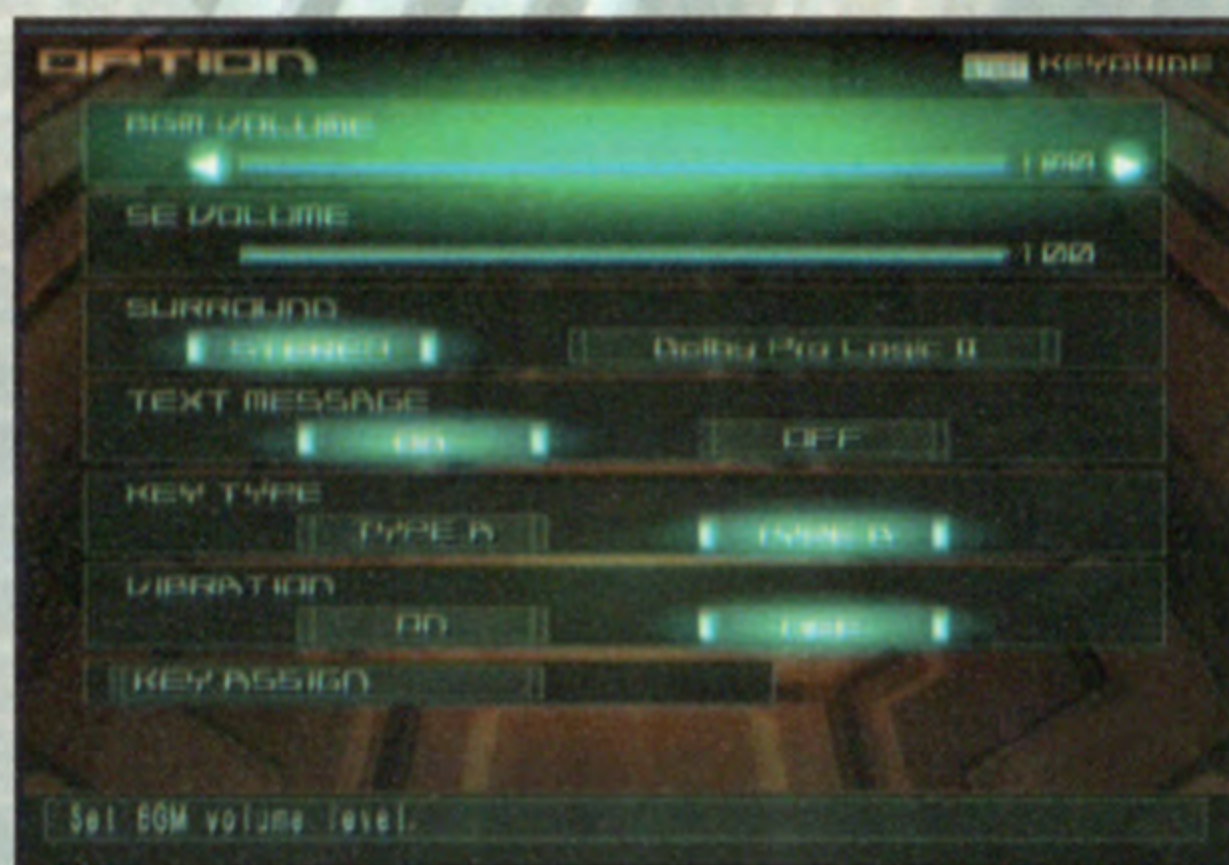 OPTION
KEYGUIDE
BGM VOLUME
100
SE VOLUME
100
SURROUND
STEREO Dolby Pro Logic II
TEXT MESSAGE
ON OFF
KEY TYPE
TYPE A
VIBRATION
ON OFF
KEY ASSIGN
Set BGM volume level.